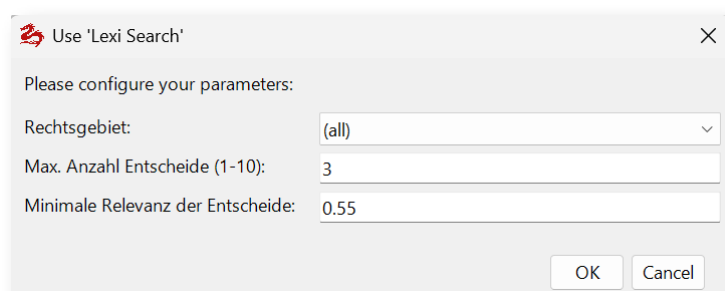 Use 'Lexi Search'
Please configure your parameters:
Rechtsgebiet: (all)
Max. Anzahl Entscheide (1-10): 3
Minimale Relevanz der Entscheide: 0.55
OK Cancel